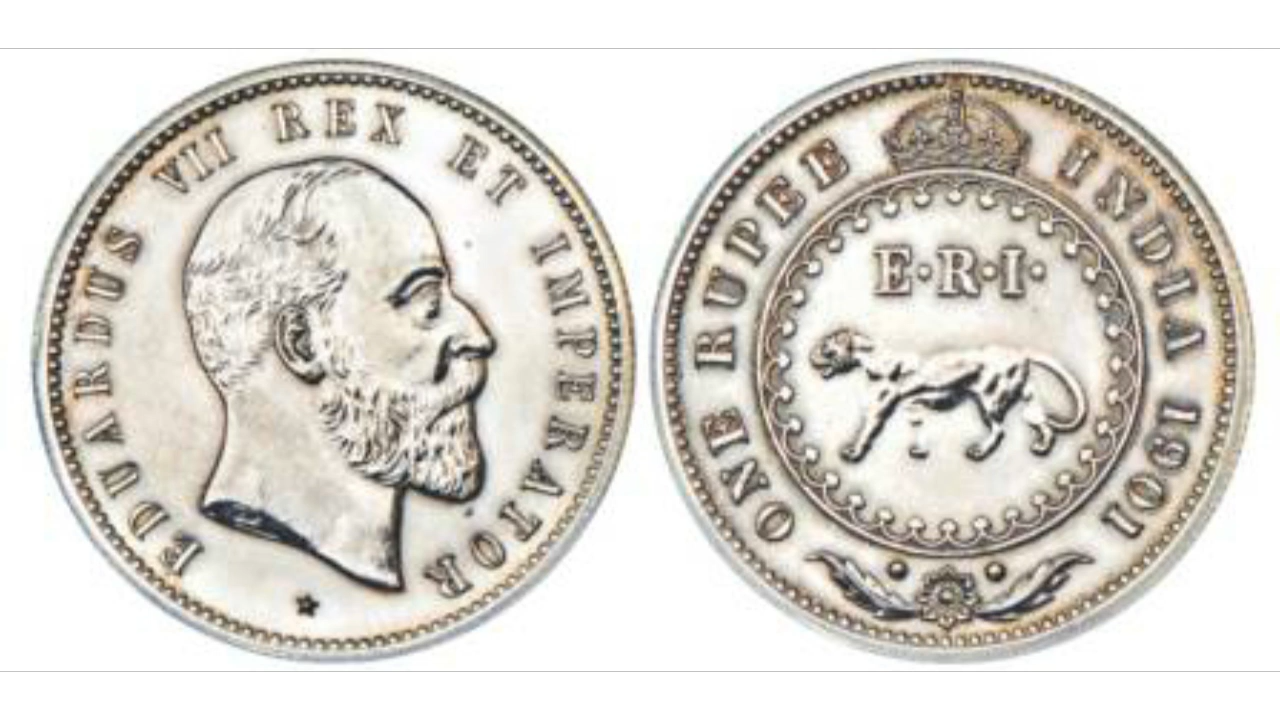 EDUARDUS VII REX ET IMPERATOR
ONE RUPEE INDIA 1901
E·R·I·